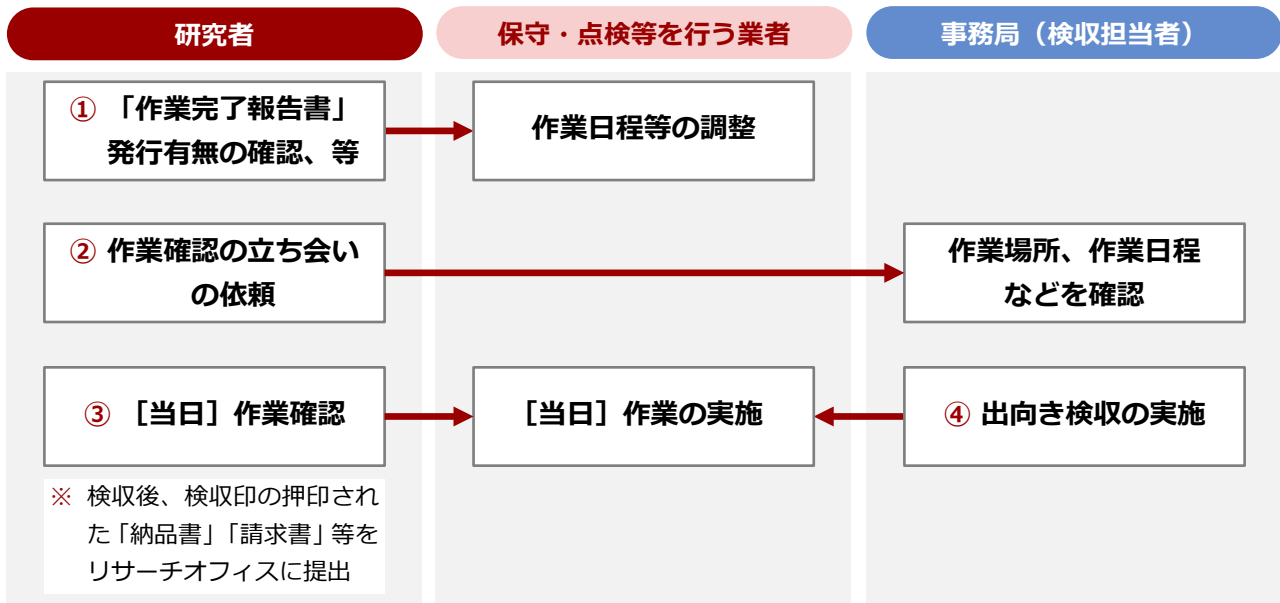 研究者
保守・点検等を行う業者
事務局（検収担当者）
① 「作業完了報告書」
発行有無の確認、等
作業日程等の調整
② 作業確認の立ち会い
の依頼
作業場所、作業日程
などを確認
③ ［当日］作業確認
［当日］作業の実施
④ 出向き検収の実施
※ 検収後、検収印の押印され
た「納品書」「請求書」等を
リサーチオフィスに提出